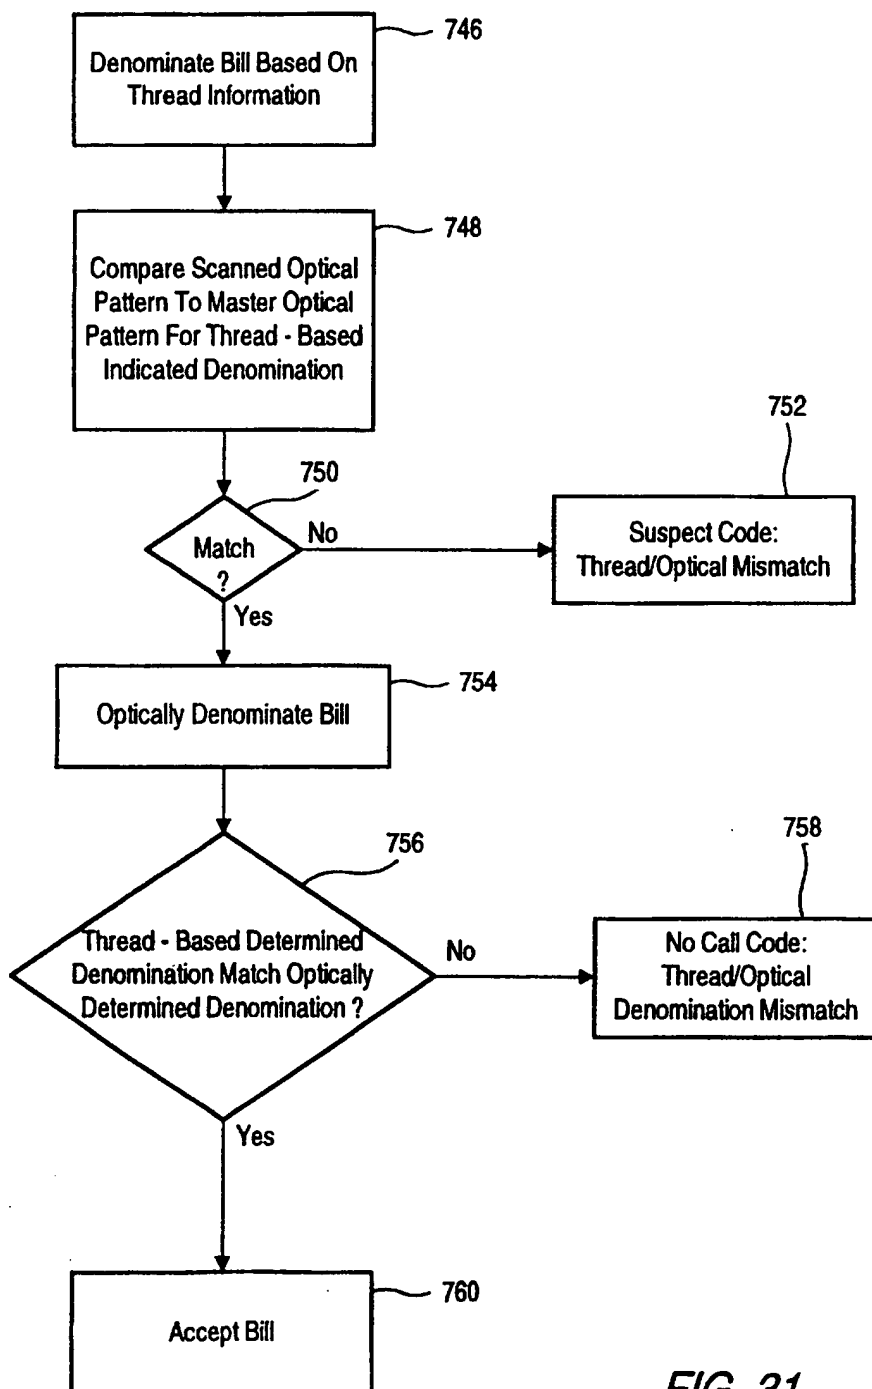 746
Denominate Bill Based On
Thread Information
748
Compare Scanned Optical
Pattern To Master Optical
Pattern For Thread - Based
Indicated Denomination
752
750
Match
?
No
Suspect Code:
Thread/Optical Mismatch
Yes
754
Optically Denominate Bill
756
758
Thread - Based Determined
Denomination Match Optically
Determined Denomination ?
No
No Call Code:
Thread/Optical
Denomination Mismatch
Yes
760
Accept Bill
FIG. 31